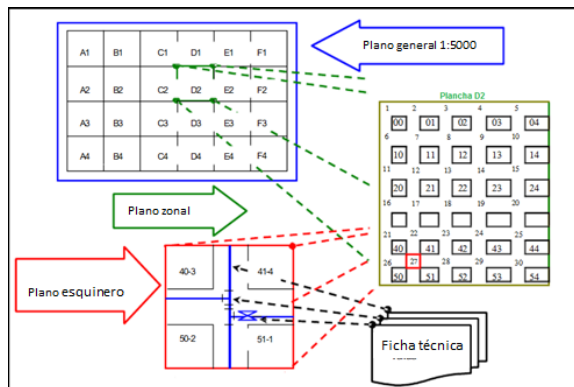 Plano general 1:5000
A1 B1 C1 D1 E1 F1
A2 B2 C2 D2 E2 F2
A3 B3 C3 D3 E3 F3
A4 B4 C4 D4 E4 F4
Plancha D2
1 2 3 4 5
00 01 02 03 04
6 7 8 9 10
10 11 12 13 14
11 12 13 14 15
20 21 22 23 24
16 17 18 19 20
21 22 23 24 25
40 41 42 43 44
26 27 28 29 30
50 51 52 53 54
Plano zonal
Plano esquinero
40-3 41-4
50-2 51-1
Ficha técnica